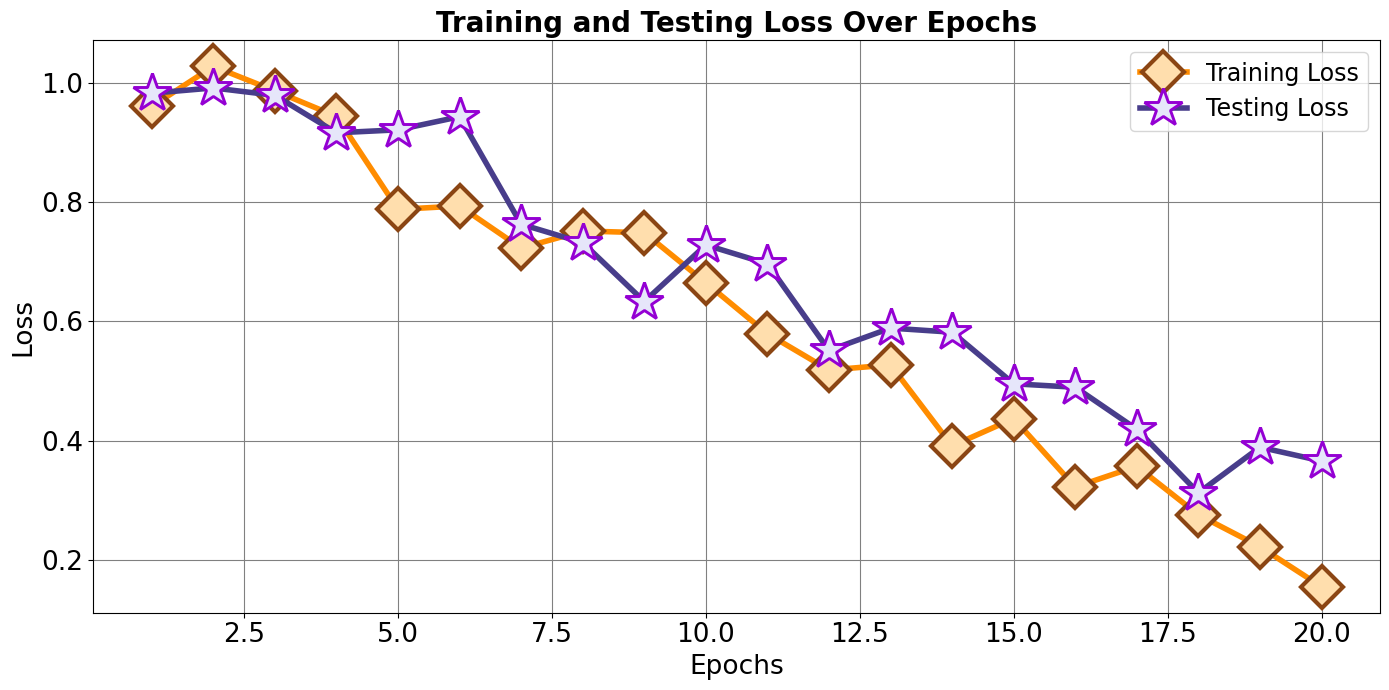 Training and Testing Loss Over Epochs
Training Loss
Testing Loss
Loss
1.0
0.8
0.6
0.4
0.2
2.5 5.0 7.5 10.0 12.5 15.0 17.5 20.0
Epochs